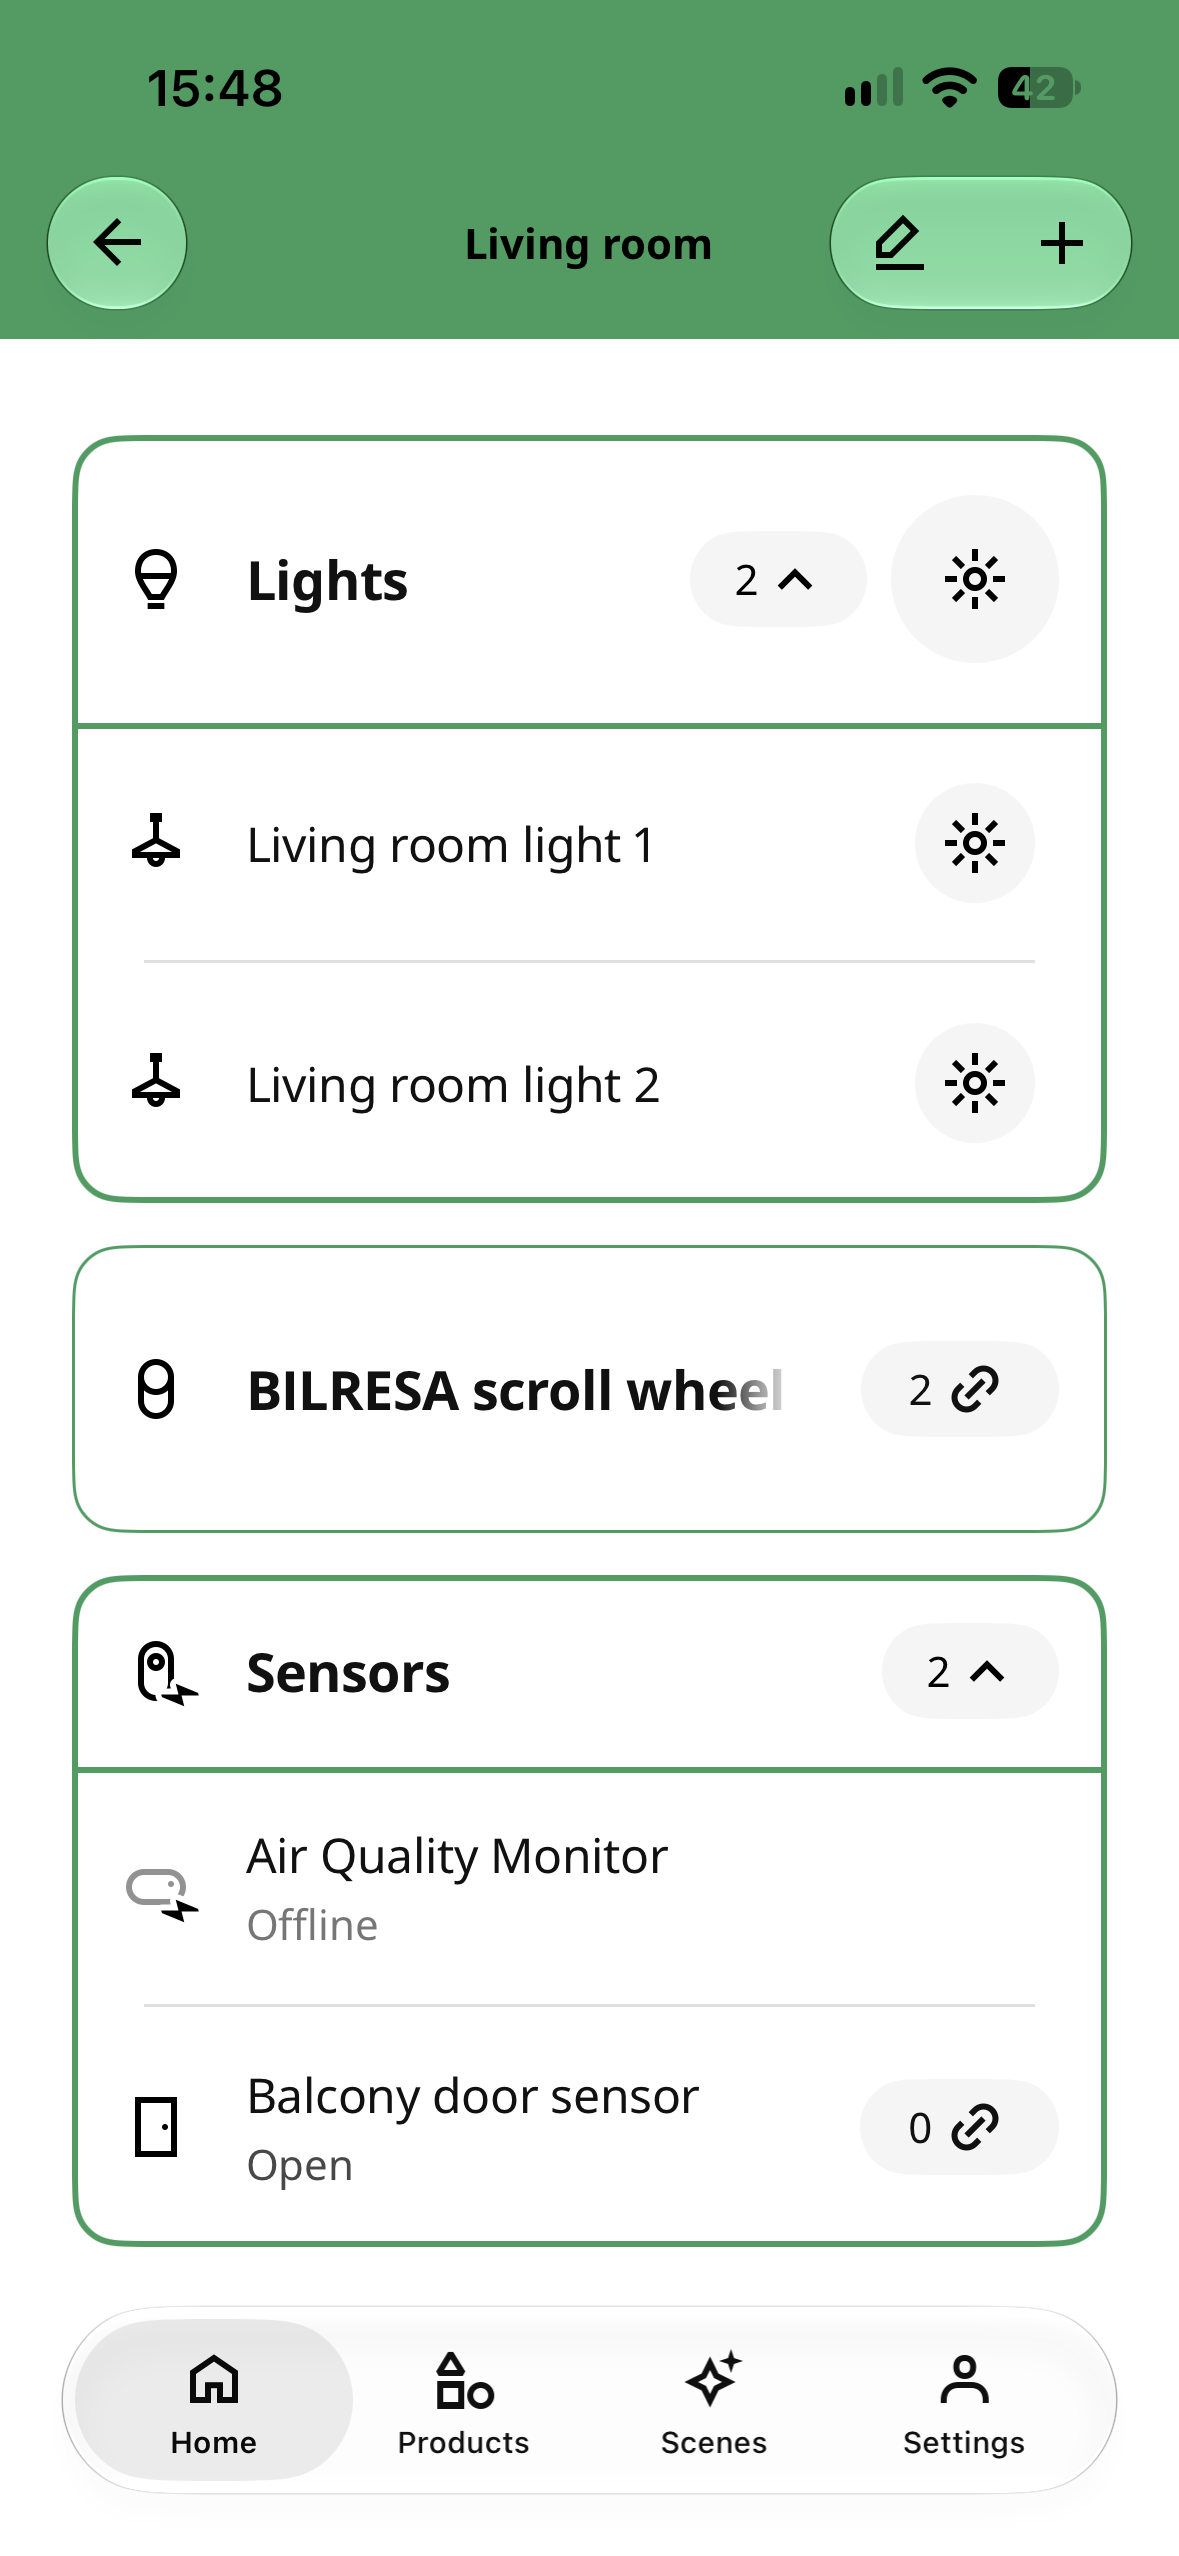 15:48
42
Living room
Lights
2
Living room light 1
Living room light 2
BILRESA scroll wheel
2
Sensors
2
Air Quality Monitor
Offline
Balcony door sensor
0
Open
Home
Products
Scenes
Settings